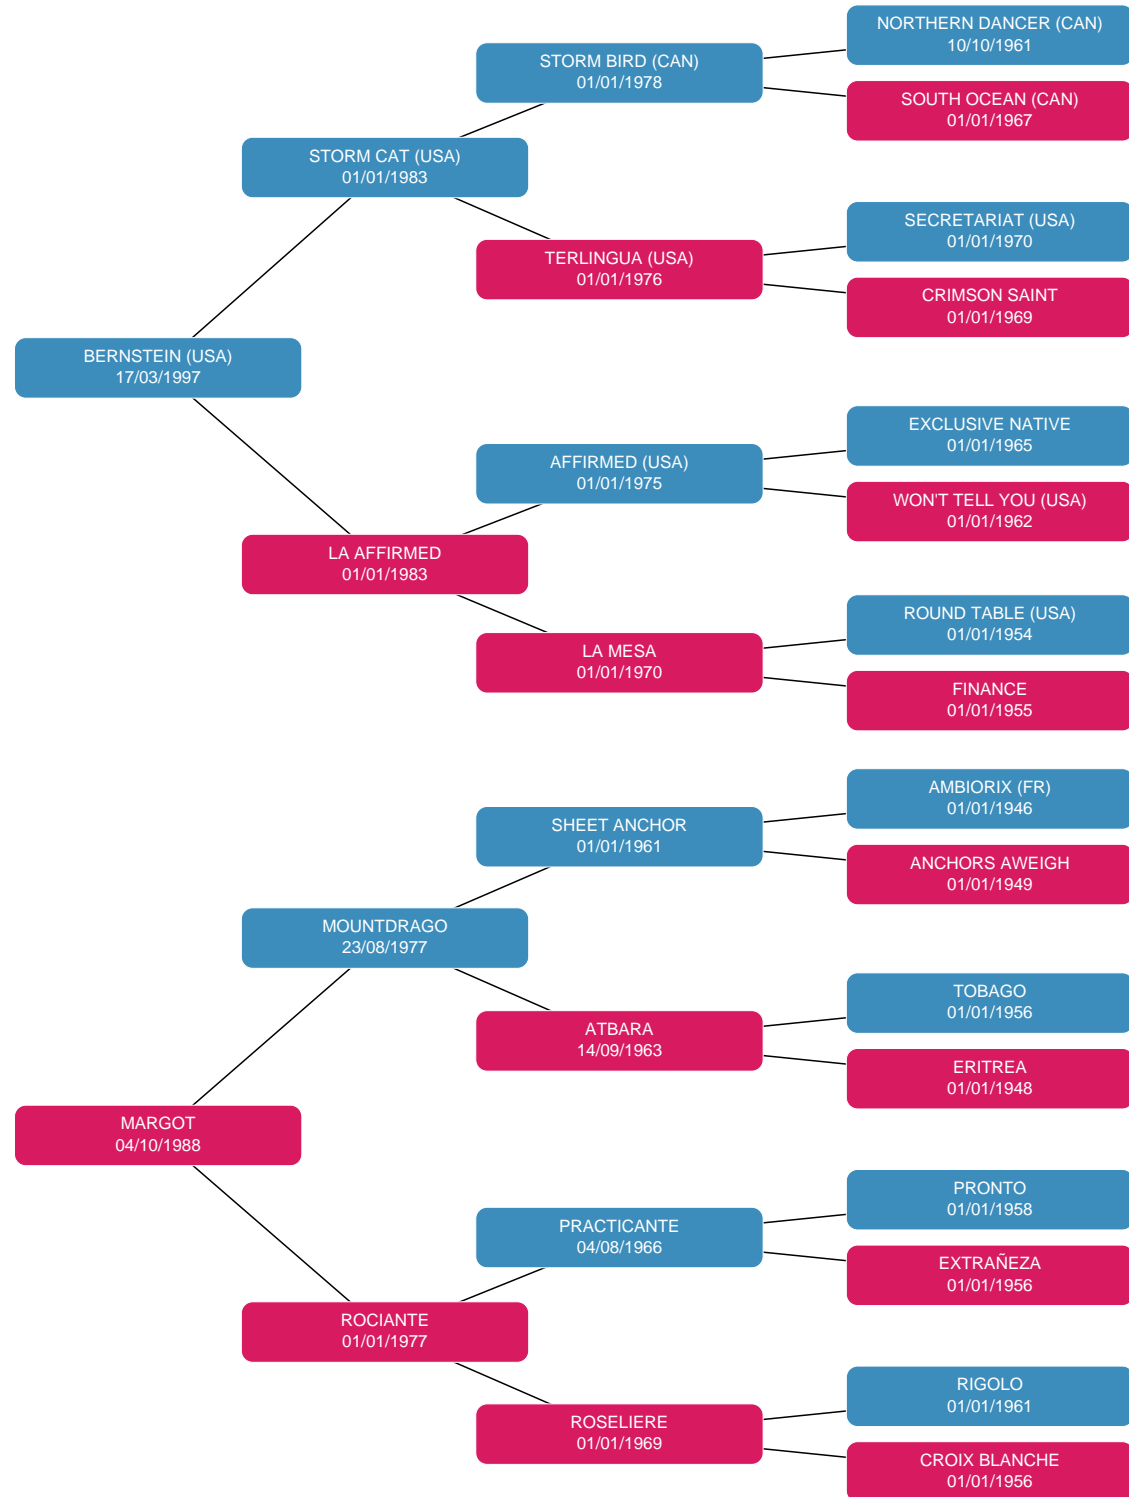 NORTHERN DANCER (CAN)
10/10/1961
STORM BIRD (CAN)
01/01/1978
SOUTH OCEAN (CAN)
01/01/1967
STORM CAT (USA)
01/01/1983
SECRETARIAT (USA)
01/01/1970
TERLINGUA (USA)
01/01/1976
CRIMSON SAINT
01/01/1969
BERNSTEIN (USA)
17/03/1997
EXCLUSIVE NATIVE
01/01/1965
AFFIRMED (USA)
01/01/1975
WON'T TELL YOU (USA)
01/01/1962
LA AFFIRMED
01/01/1983
ROUND TABLE (USA)
01/01/1954
LA MESA
01/01/1970
FINANCE
01/01/1955
AMBIORIX (FR)
01/01/1946
SHEET ANCHOR
01/01/1961
ANCHORS AWEIGH
01/01/1949
MOUNTDRAGO
23/08/1977
TOBAGO
01/01/1956
ATBARA
14/09/1963
ERITREA
01/01/1948
MARGOT
04/10/1988
PRONTO
01/01/1958
PRACTICANTE
04/08/1966
EXTRAÑEZA
01/01/1956
ROCIANTE
01/01/1977
RIGOLO
01/01/1961
ROSELIERE
01/01/1969
CROIX BLANCHE
01/01/1956